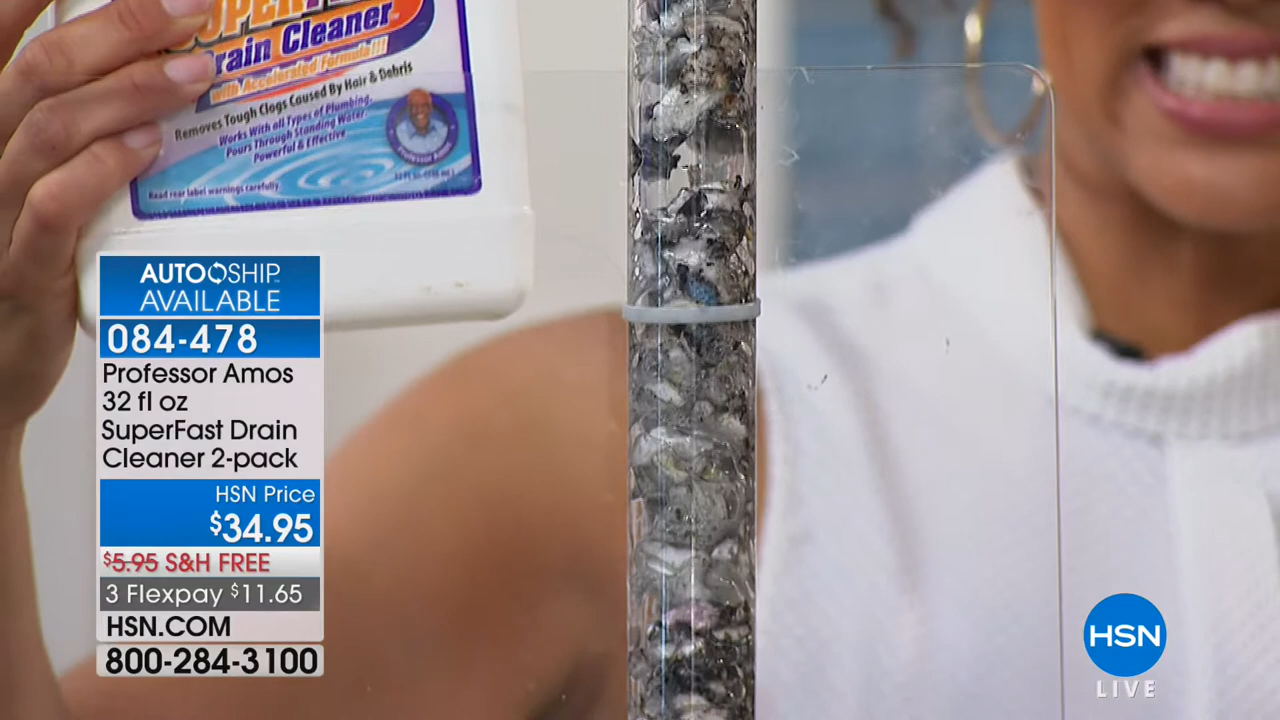 SUPERFAST
Drain Cleaner
with Accelerated Formula!!!
Removes Tough Clogs Caused By Hair & Debris
Works With all Types of Plumbing
Pours Through Standing Water
Powerful & Effective
Professor Amos
Read rear label warnings carefully.
AUTO SHIP
AVAILABLE
084-478
Professor Amos
32 fl oz
SuperFast Drain
Cleaner 2-pack
HSN Price
$34.95
$5.95 S&H FREE
3 Flexpay $11.65
HSN.COM
800-284-3100
HSN
LIVE